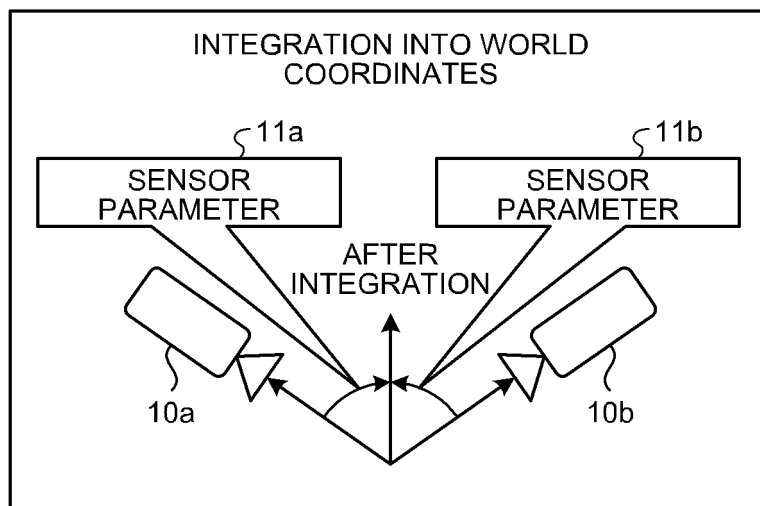 INTEGRATION INTO WORLD
COORDINATES
11a
11b
SENSOR
PARAMETER
SENSOR
PARAMETER
AFTER
INTEGRATION
10a
10b